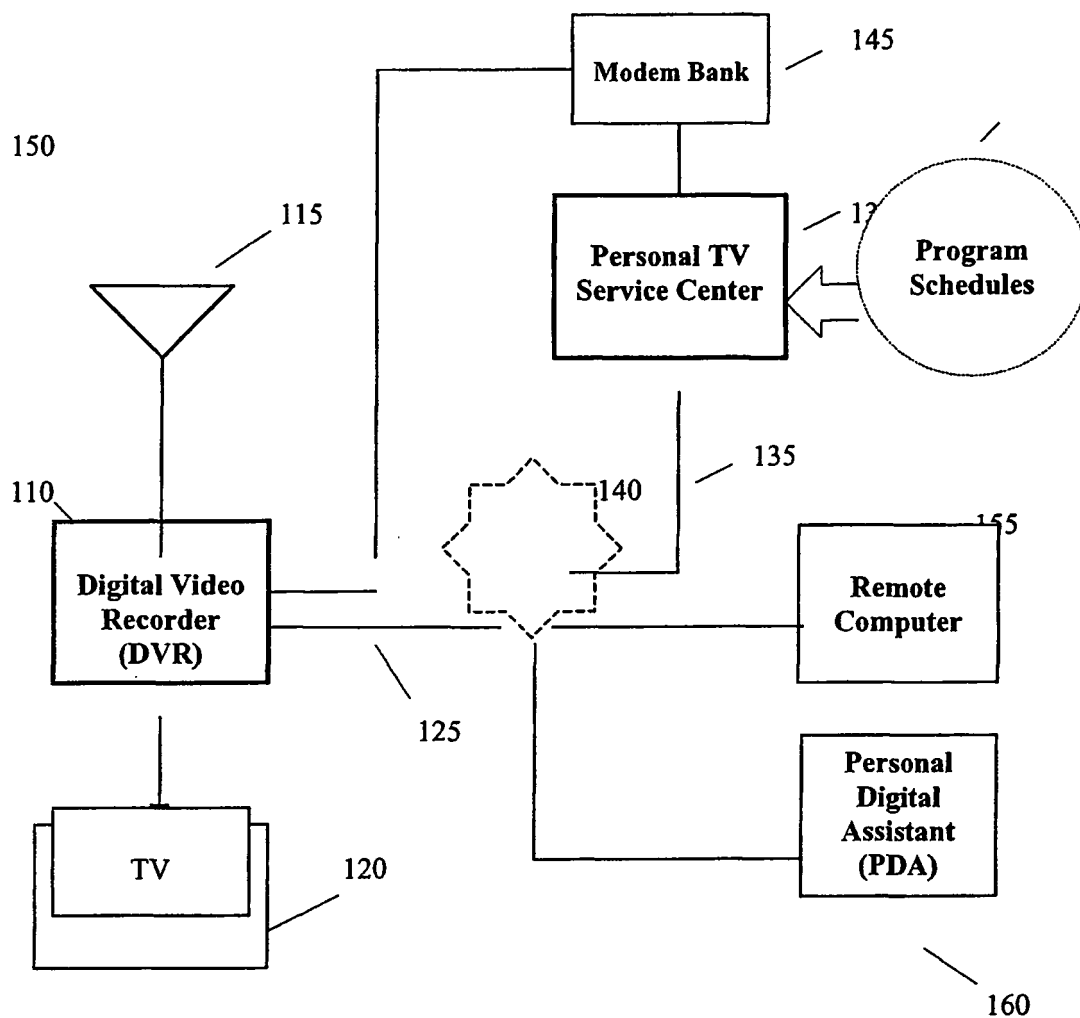 145
Modem Bank
150
115
Personal TV
Service Center
Program
Schedules
135
110
140
155
Digital Video
Recorder
(DVR)
Remote
Computer
125
Personal
Digital
Assistant
(PDA)
TV
120
160